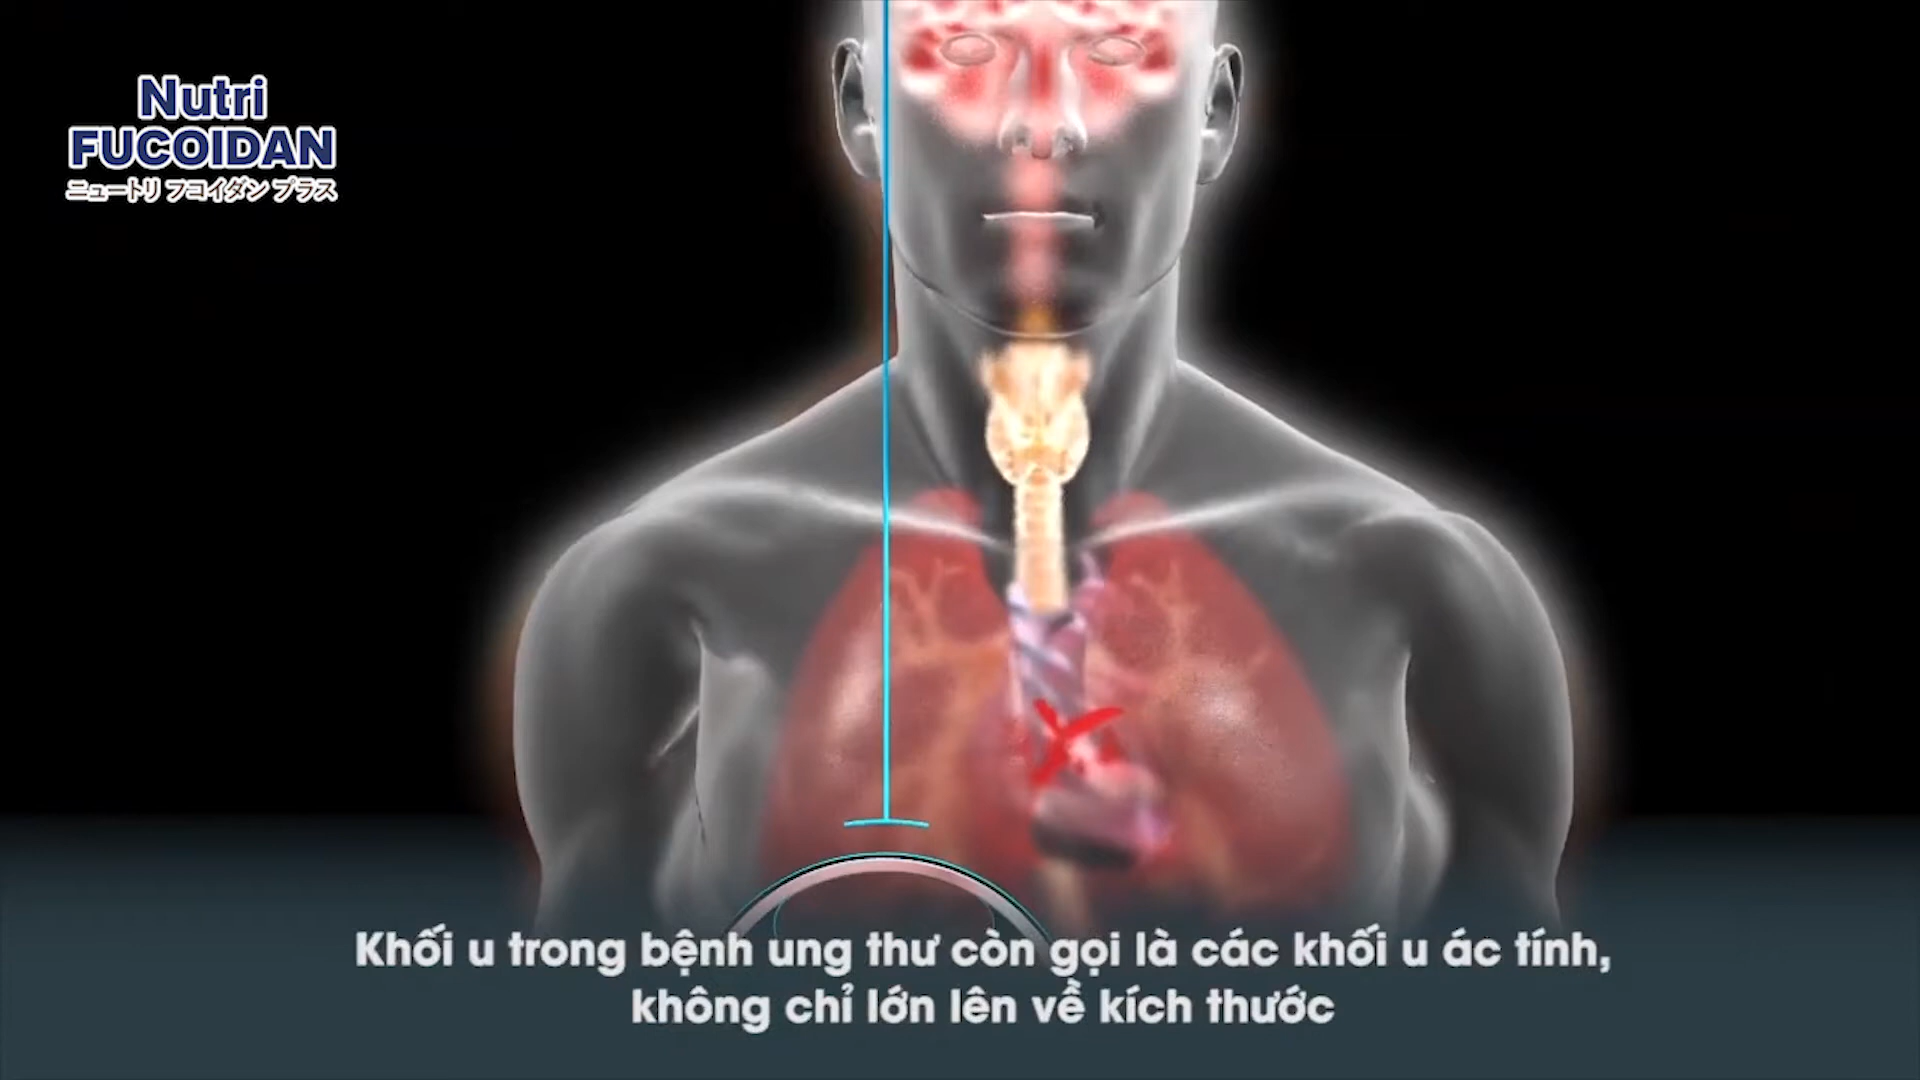 Nutri
FUCOIDAN
ニュートリ フコイダン プラス
Khối u trong bệnh ung thư còn gọi là các khối u ác tính,
không chỉ lớn lên về kích thước